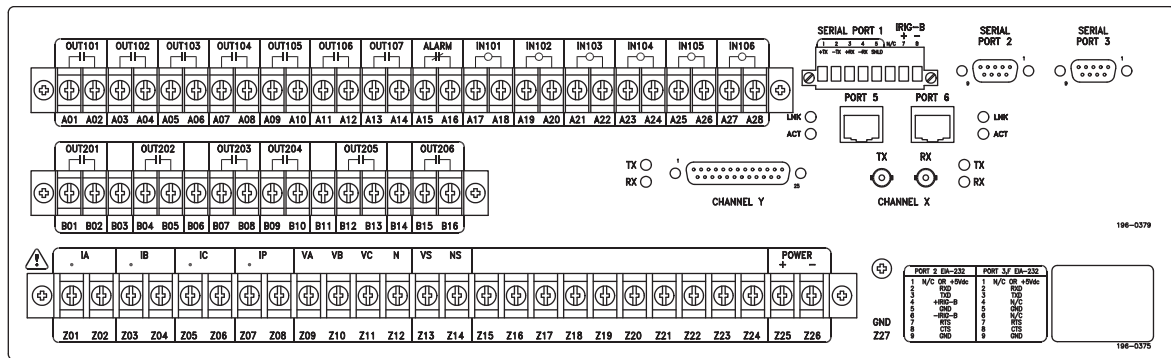 OUT101 OUT102 OUT103 OUT104 OUT105 OUT106 OUT107 ALARM IN101 IN102 IN103 IN104 IN105 IN106
A01 A02 A03 A04 A05 A06 A07 A08 A09 A10 A11 A12 A13 A14 A15 A16 A17 A18 A19 A20 A21 A22 A23 A24 A25 A26 A27 A28
SERIAL PORT 1 IRIG-B
+ -
1 2 3 4 5 N/C 7 8
+TX -TX +RX -RX SHLD
SERIAL PORT 2
1
9
SERIAL PORT 3
1
9
PORT 5 PORT 6
LNK LNK
ACT ACT
OUT201 OUT202 OUT203 OUT204 OUT205 OUT206
B01 B02 B03 B04 B05 B06 B07 B08 B09 B10 B11 B12 B13 B14 B15 B16
TX
RX
1
25
CHANNEL Y
TX RX
TX
RX
CHANNEL X
196-0379
IA IB IC IP VA VB VC N VS NS POWER
+ -
Z01 Z02 Z03 Z04 Z05 Z06 Z07 Z08 Z09 Z10 Z11 Z12 Z13 Z14 Z15 Z16 Z17 Z18 Z19 Z20 Z21 Z22 Z23 Z24 Z25 Z26
GND
Z27
PORT 2 EIA-232 PORT 3,F EIA-232
1 N/C OR +5Vdc 1 N/C OR +5Vdc
2 RXD 2 RXD
3 TXD 3 TXD
4 +IRIG-B 4 N/C
5 GND 5 GND
6 -IRIG-B 6 N/C
7 RTS 7 RTS
8 CTS 8 CTS
9 GND 9 GND
196-0375